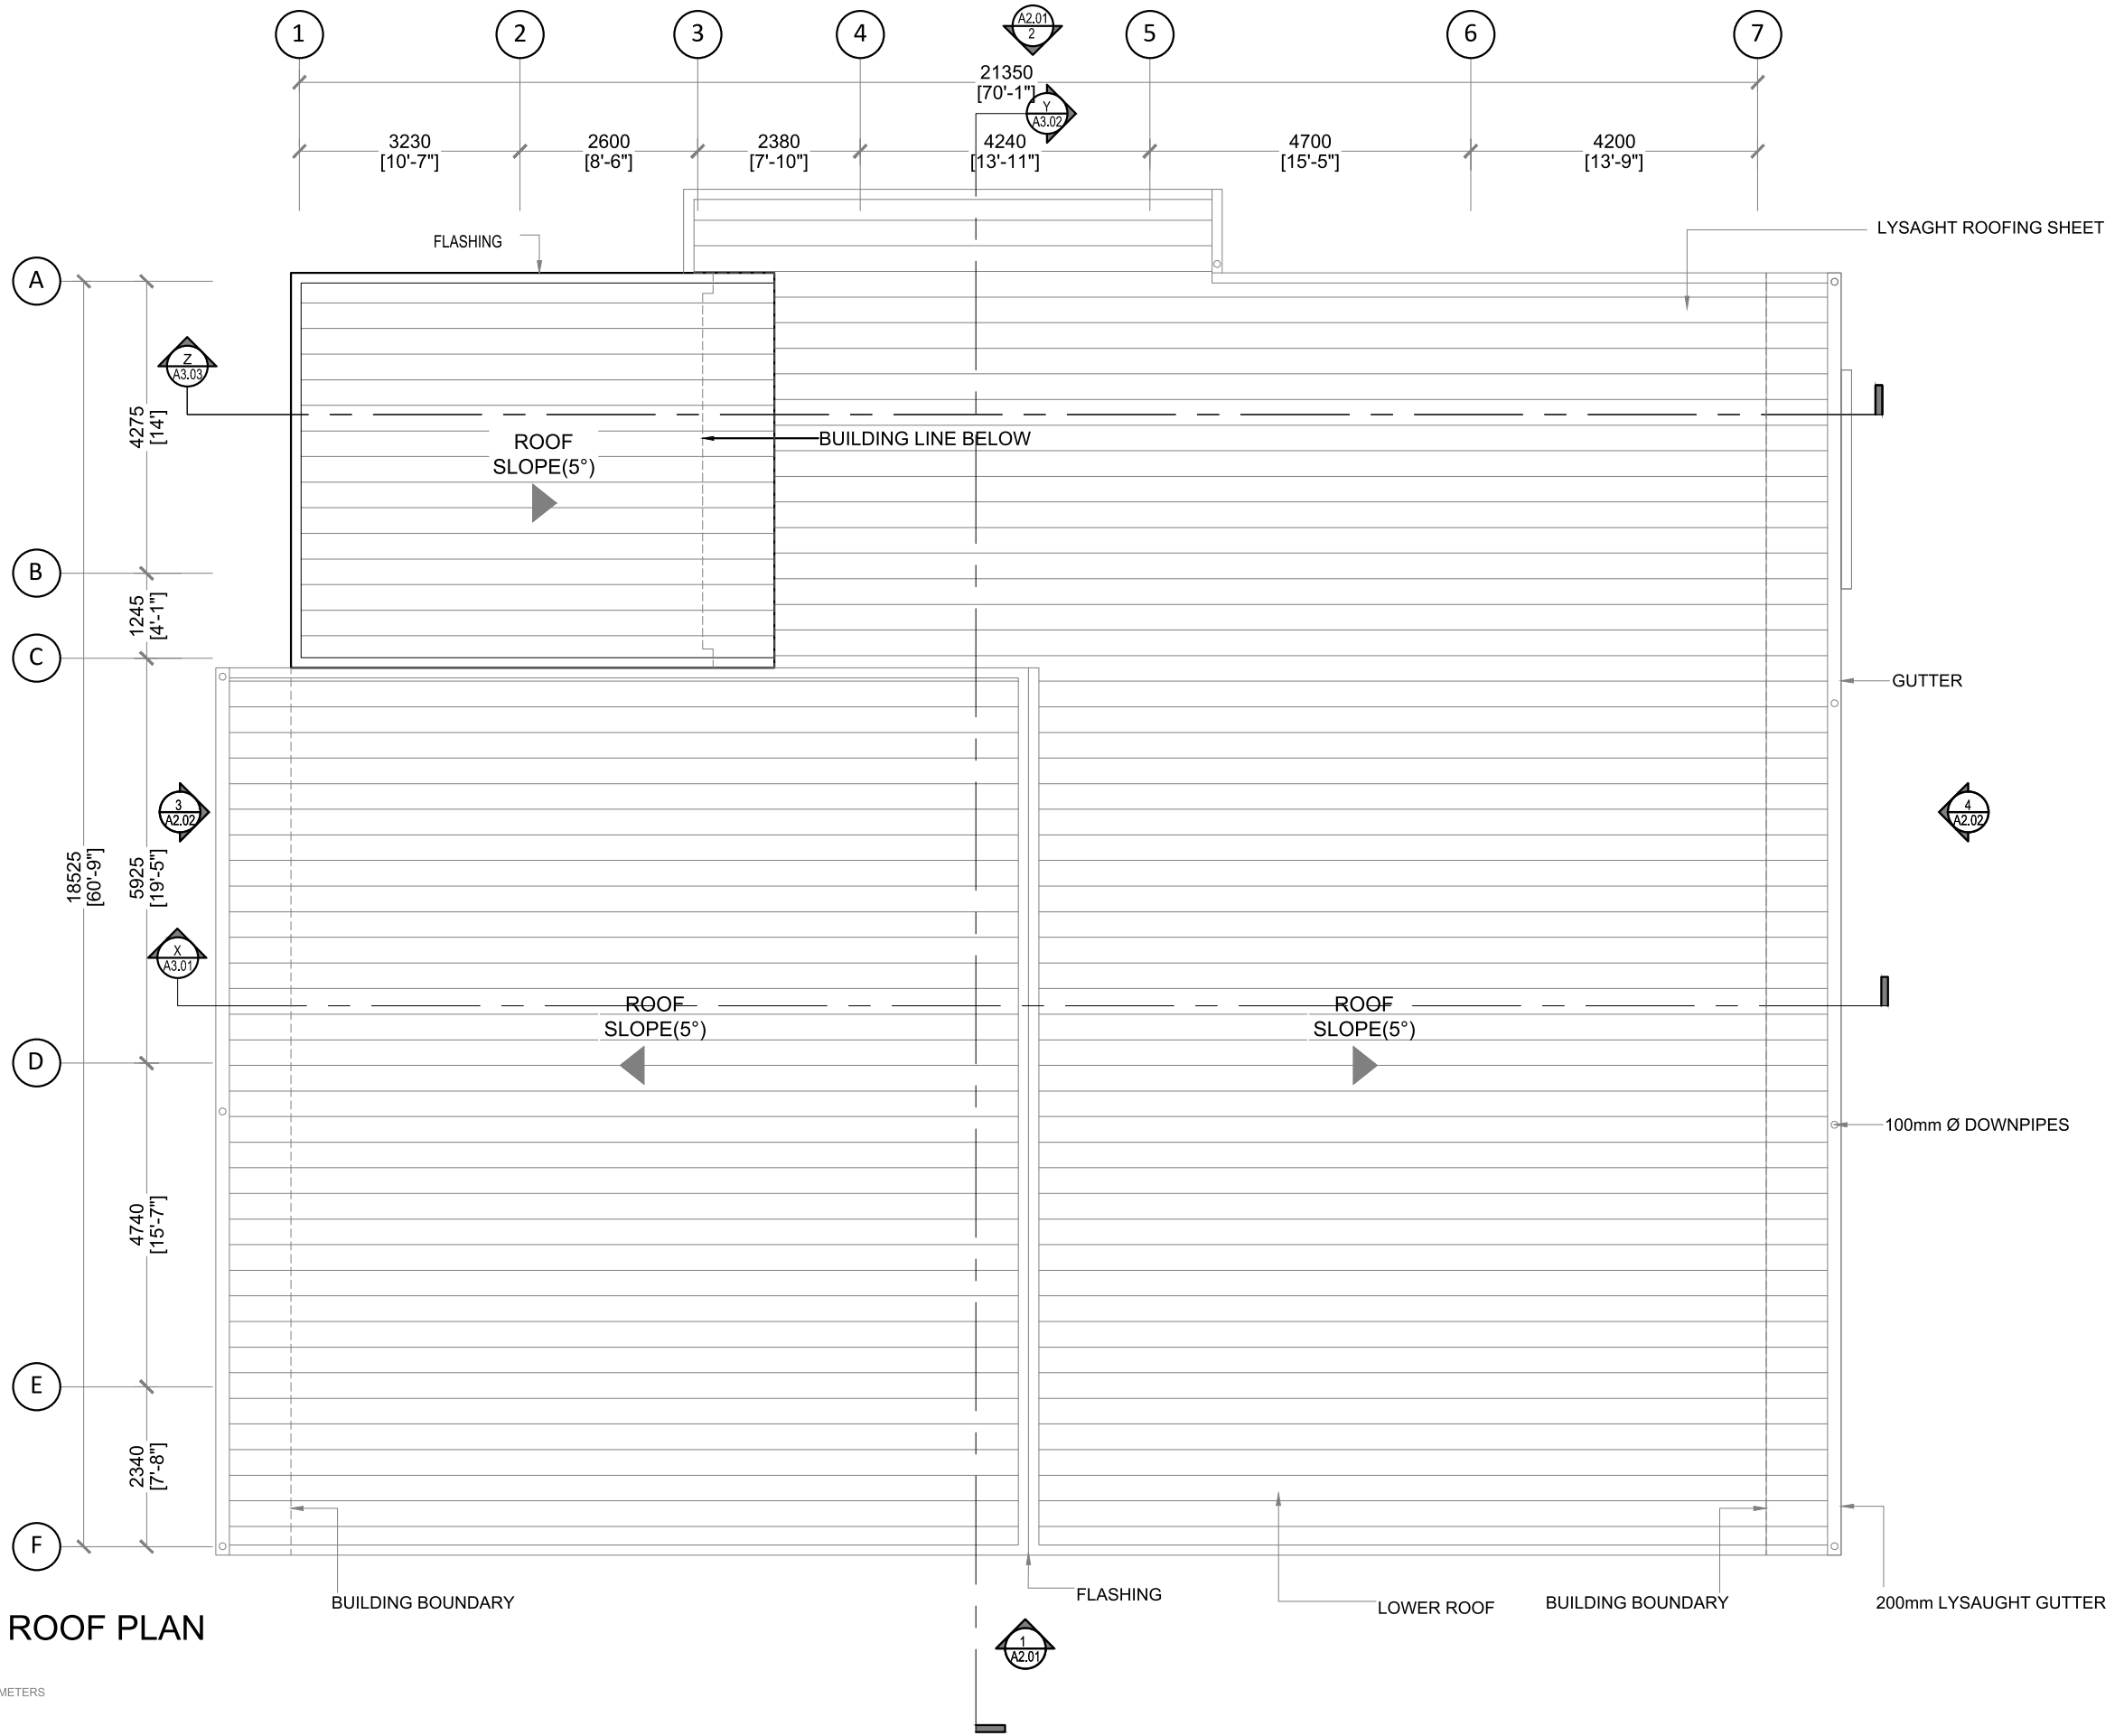 1
2
3
4
A2.01
2
5
6
7
21350
[70'-1"]
Y
A3.02
3230
[10'-7"]
2600
[8'-6"]
2380
[7'-10"]
4240
[13'-11"]
4700
[15'-5"]
4200
[13'-9"]
FLASHING
LYSAGHT ROOFING SHEET
A
Z
A3.03
4275
[14']
ROOF
SLOPE(5°)
BUILDING LINE BELOW
B
1245
[4'-1"]
C
GUTTER
3
A2.02
4
A2.02
18525
[60'-9"]
5925
[19'-5"]
X
A3.01
ROOF
SLOPE(5°)
ROOF
SLOPE(5°)
D
100mm Ø DOWNPIPES
4740
[15'-7"]
E
2340
[7'-8"]
F
BUILDING BOUNDARY
FLASHING
LOWER ROOF
BUILDING BOUNDARY
200mm LYSAUGHT GUTTER
ROOF PLAN
1
A2.01
METERS